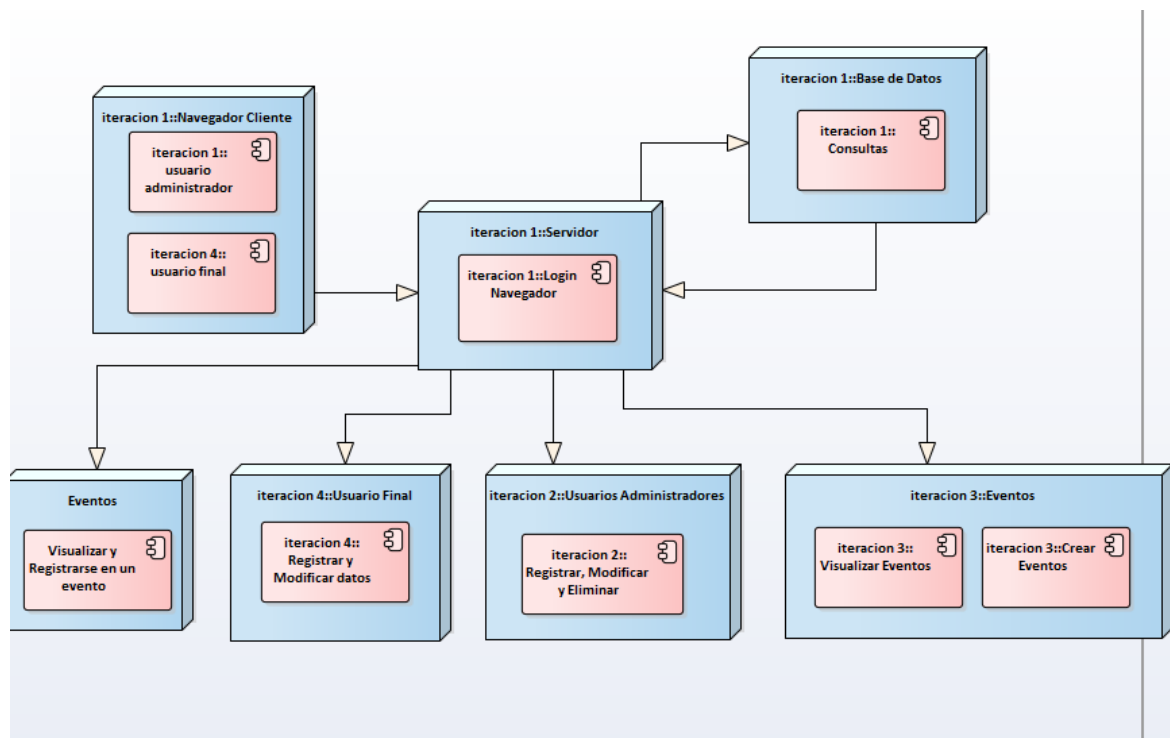 iteracion 1::Base de Datos
iteracion 1::
Consultas
iteracion 1::Navegador Cliente
iteracion 1::
usuario
administrador
iteracion 4::
usuario final
iteracion 1::Servidor
iteracion 1::Login
Navegador
Eventos
Visualizar y
Registrarse en un
evento
iteracion 4::Usuario Final
iteracion 4::
Registrar y
Modificar datos
iteracion 2::Usuarios Administradores
iteracion 2::
Registrar, Modificar
y Eliminar
iteracion 3::Eventos
iteracion 3::
Visualizar Eventos
iteracion 3::Crear
Eventos